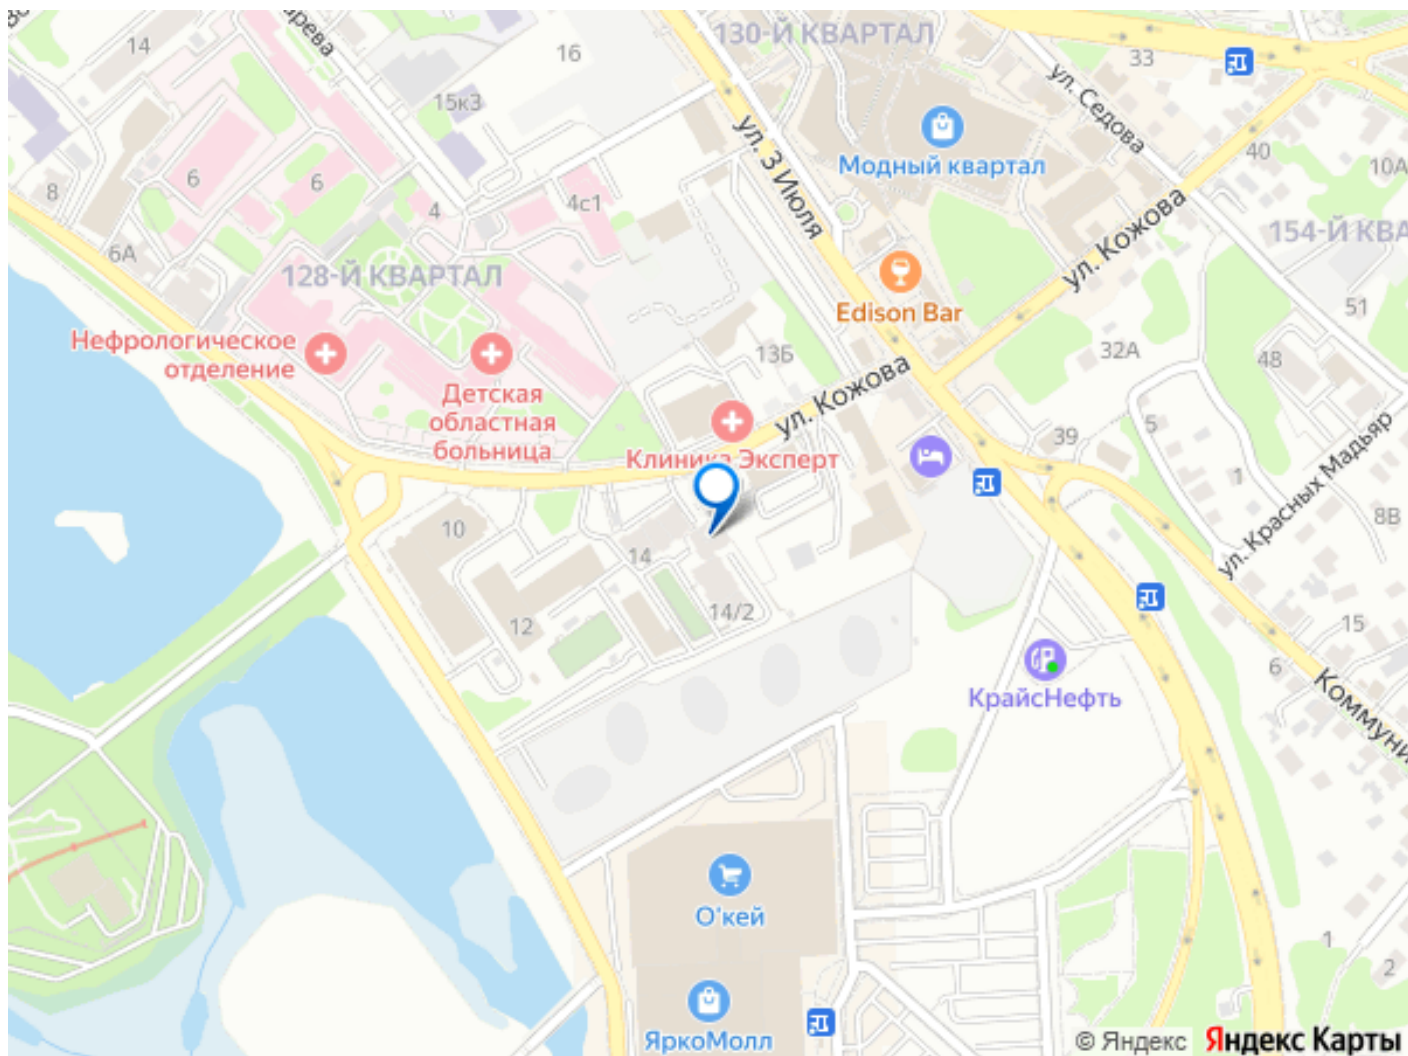 130-Й КВАРТАЛ
14
16
33
ул. Седова
15к3
ул. 3 Июля
Модный квартал
40
10А
6
6
8
4
4с1
ул. Кожова
6А
128-Й КВАРТАЛ
154-Й КВА
Edison Bar
51
Нефрологическое
отделение
13Б
32А
48
Детская
областная
больница
ул. Кожова
Клиника Эксперт
39
5
1
ул. Красных Мадьяр
8В
10
14
12
14/2
15
6
КрайсНефть
Коммуни
О'кей
1
2
ЯркоМолл
© Яндекс Яндекс Карты